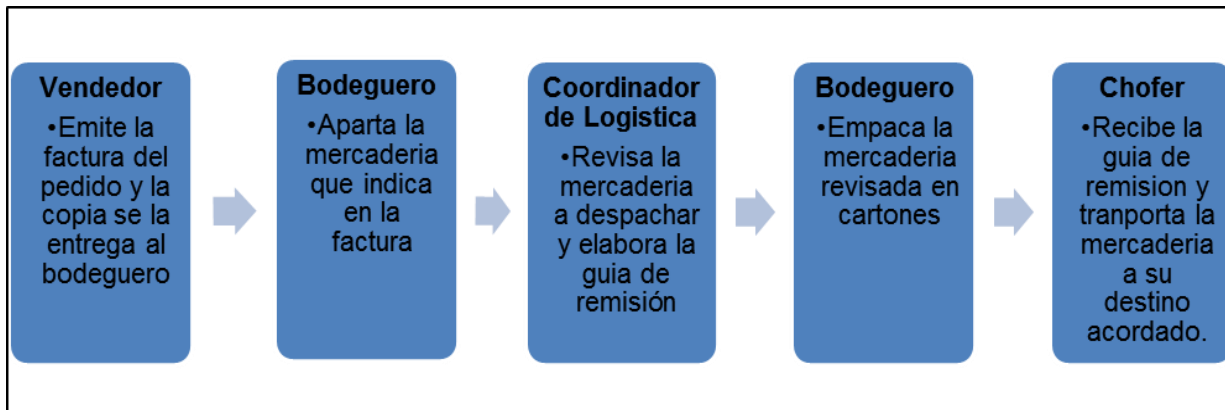 Vendedor
•Emite la
factura del
pedido y la
copia se la
entrega al
bodeguero
Bodeguero
•Aparta la
mercaderia
que indica
en la
factura
Coordinador
de Logistica
•Revisa la
mercaderia
a despachar
y elabora la
guia de
remisión
Bodeguero
•Empaca la
mercaderia
revisada en
cartones
Chofer
•Recibe la
guia de
remision y
tranporta la
mercaderia
a su
destino
acordado.